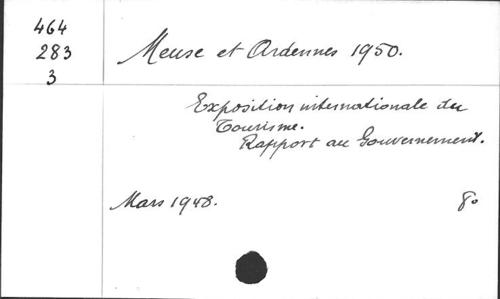 464
283
3
Meuse et Ardennes 1950.
Exposition internationale du
Tourisme.
Rapport au Gouvernement.
Mars 1948.
8°